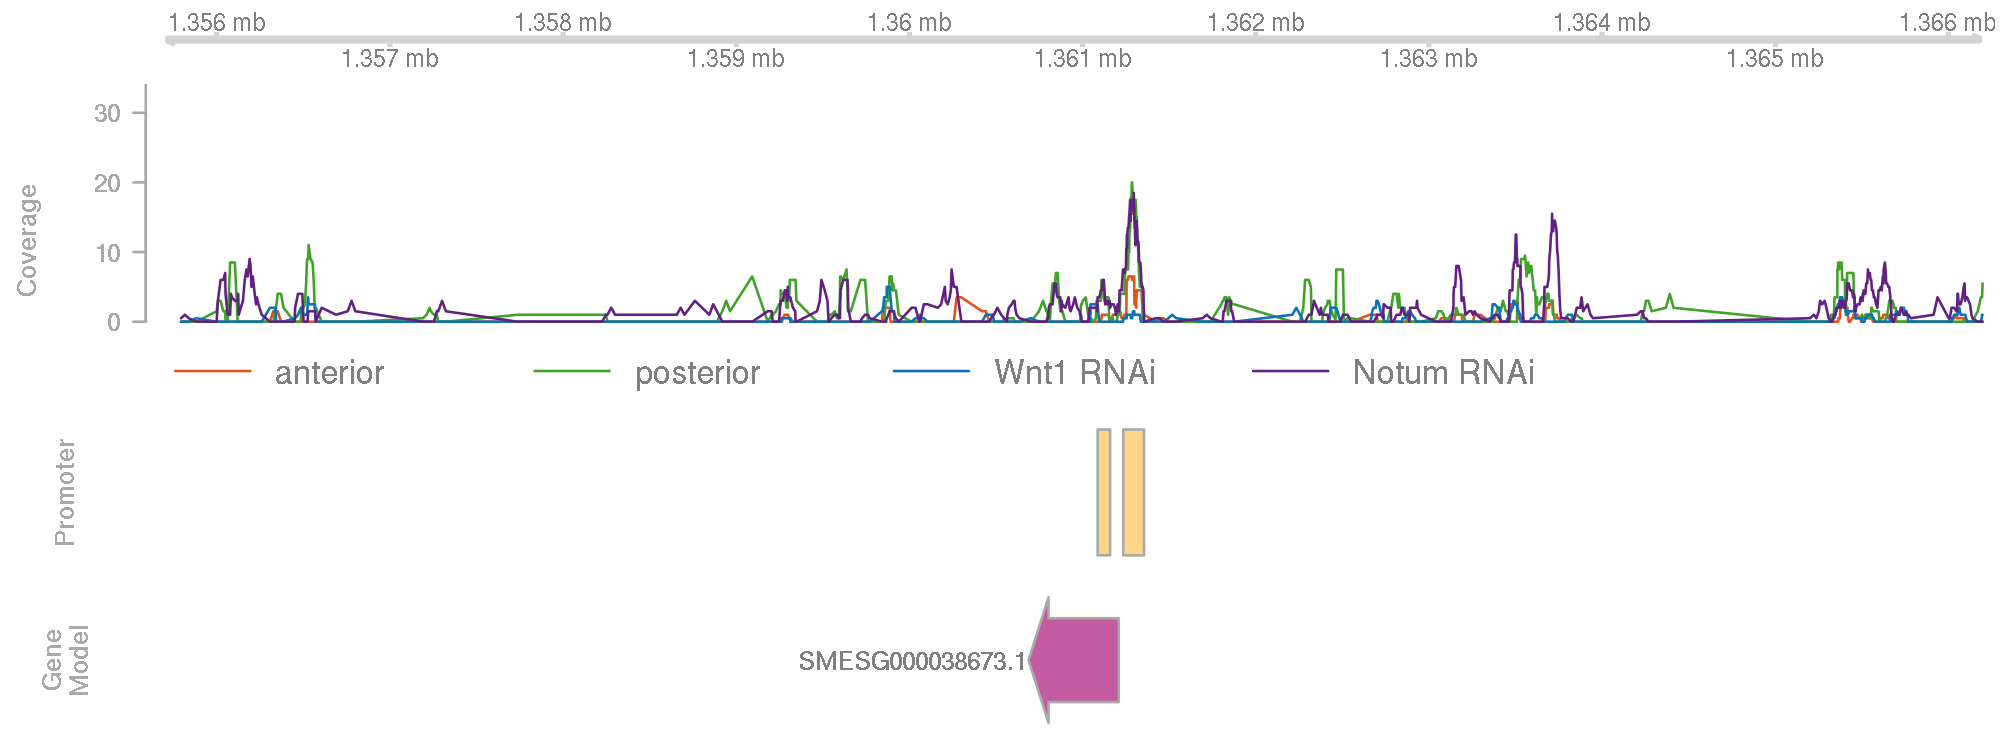 1.356 mb 1.358 mb 1.36 mb 1.362 mb 1.364 mb 1.366 mb
1.357 mb 1.359 mb 1.361 mb 1.363 mb 1.365 mb
Coverage
30
20
10
0
anterior posterior Wnt1 RNAi Notum RNAi
Promoter
Gene
Model
SMESG000038673.1